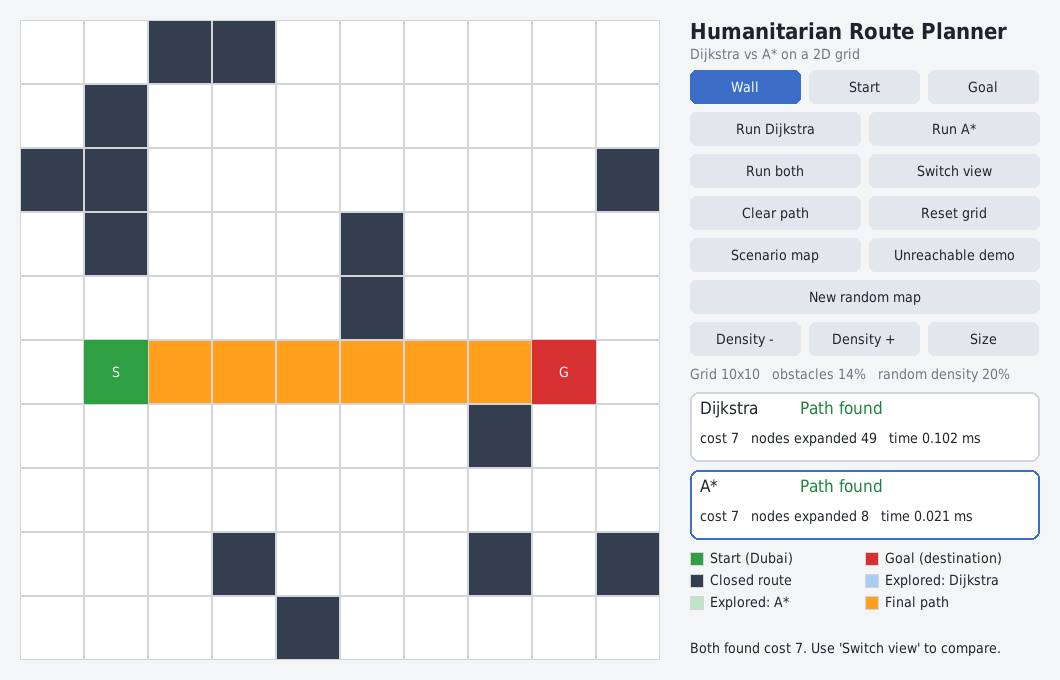 Humanitarian Route Planner
Dijkstra vs A* on a 2D grid
Wall Start Goal
Run Dijkstra Run A*
Run both Switch view
Clear path Reset grid
Scenario map Unreachable demo
New random map
Density - Density + Size
Grid 10x10 obstacles 14% random density 20%
Dijkstra Path found
cost 7 nodes expanded 49 time 0.102 ms
A* Path found
cost 7 nodes expanded 8 time 0.021 ms
Start (Dubai) Goal (destination)
Closed route Explored: Dijkstra
Explored: A* Final path
Both found cost 7. Use 'Switch view' to compare.
S G